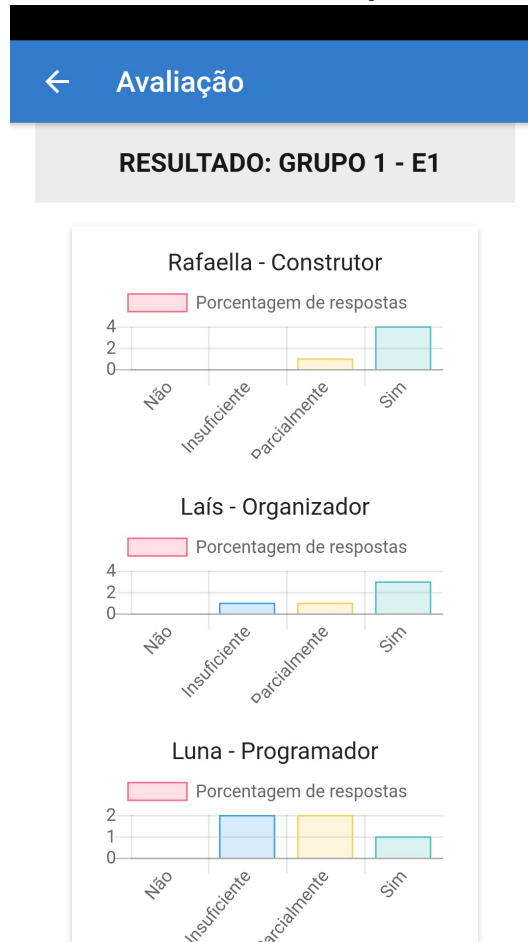 Avaliação
RESULTADO: GRUPO 1 - E1
Rafaella - Construtor
Porcentagem de respostas
4
2
0
Não
Insuficiente
Parcialmente
Sim
Laís - Organizador
Porcentagem de respostas
4
2
0
Não
Insuficiente
Parcialmente
Sim
Luna - Programador
Porcentagem de respostas
2
1
0
Não
Insuficiente
arcialmente
Sim